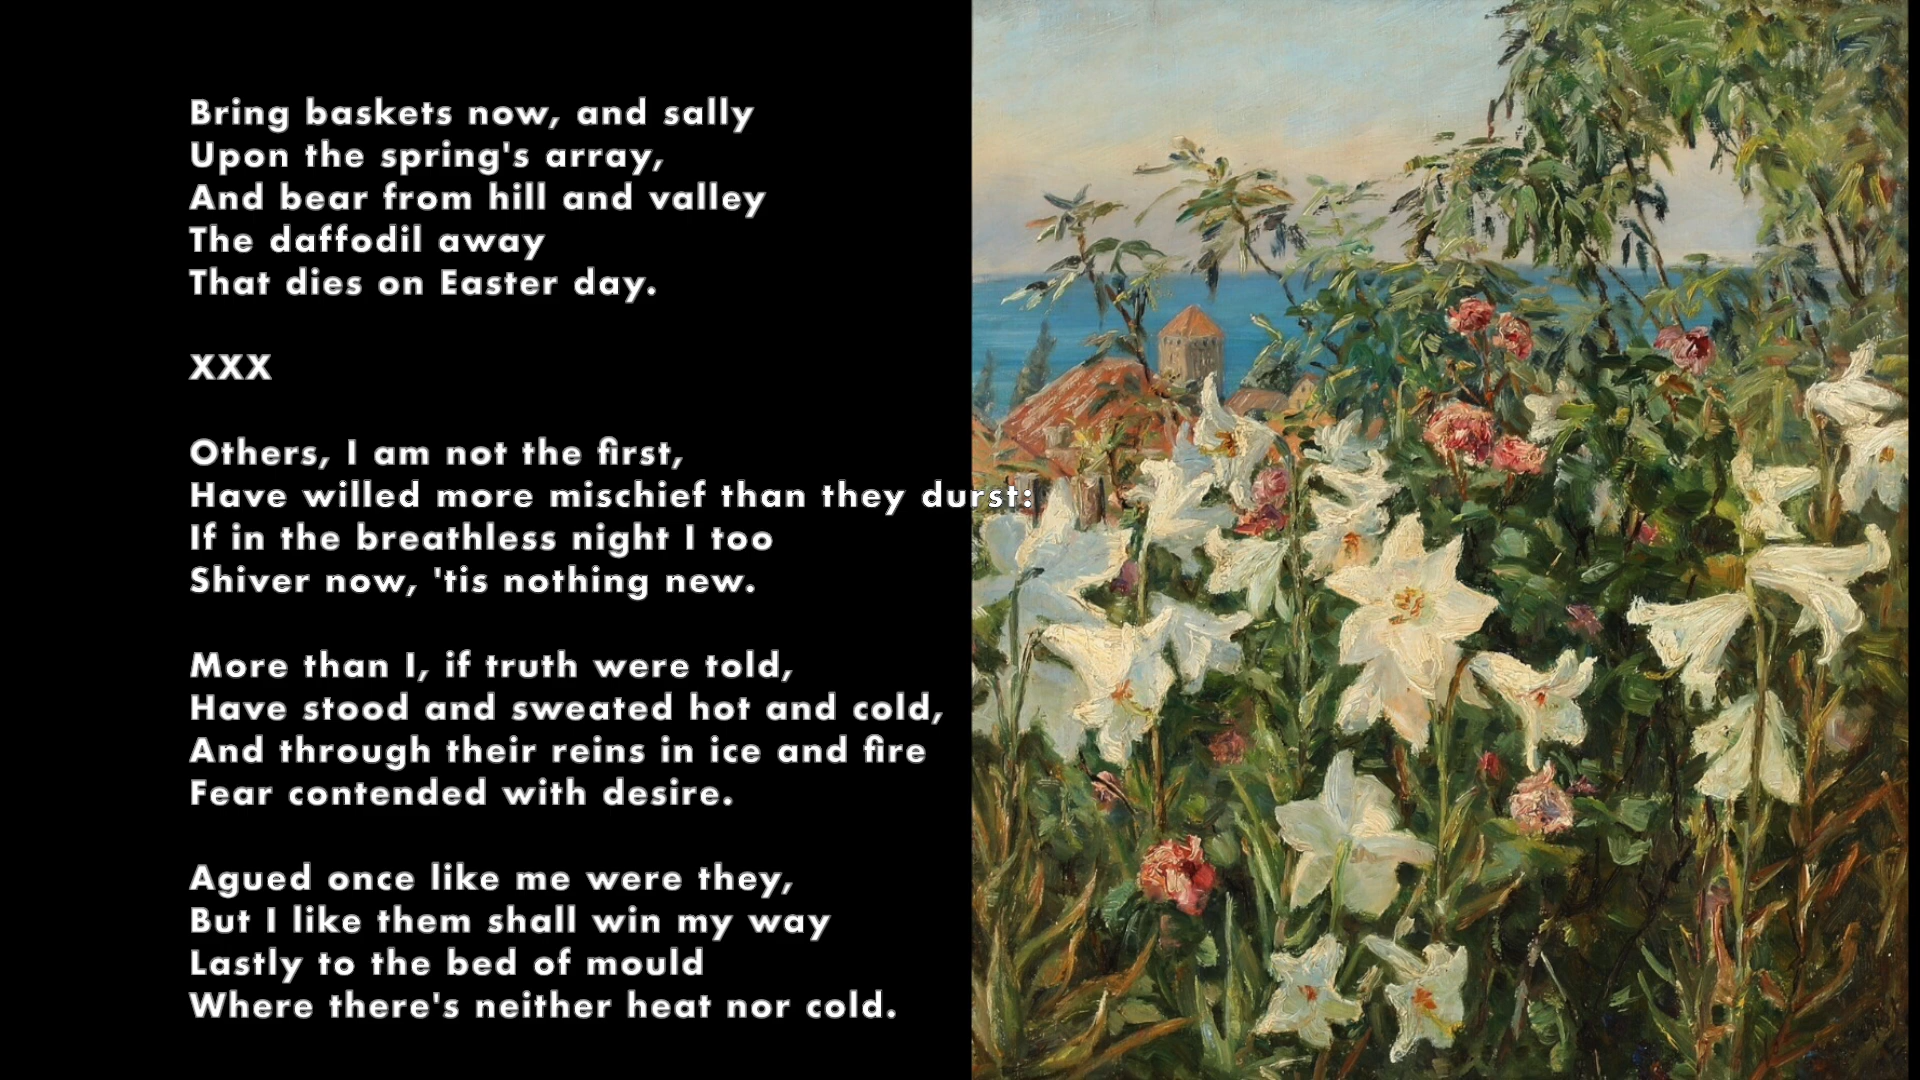 Bring baskets now, and sally
Upon the spring's array,
And bear from hill and valley
The daffodil away
That dies on Easter day.
XXX
Others, I am not the first,
Have willed more mischief than they durst:
If in the breathless night I too
Shiver now, 'tis nothing new.
More than I, if truth were told,
Have stood and sweated hot and cold,
And through their reins in ice and fire
Fear contended with desire.
Agued once like me were they,
But I like them shall win my way
Lastly to the bed of mould
Where there's neither heat nor cold.